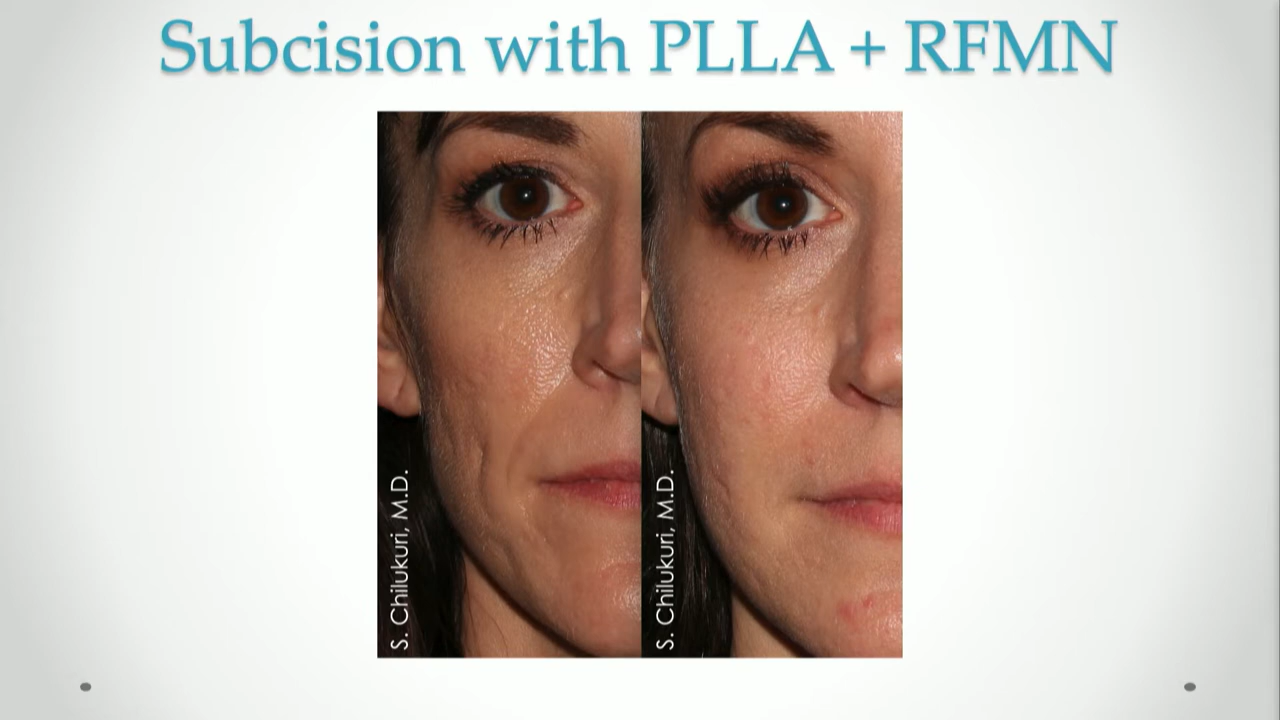 Subcision with PLLA + RFMN
S. Chilukuri, M.D.
S. Chilukuri, M.D.